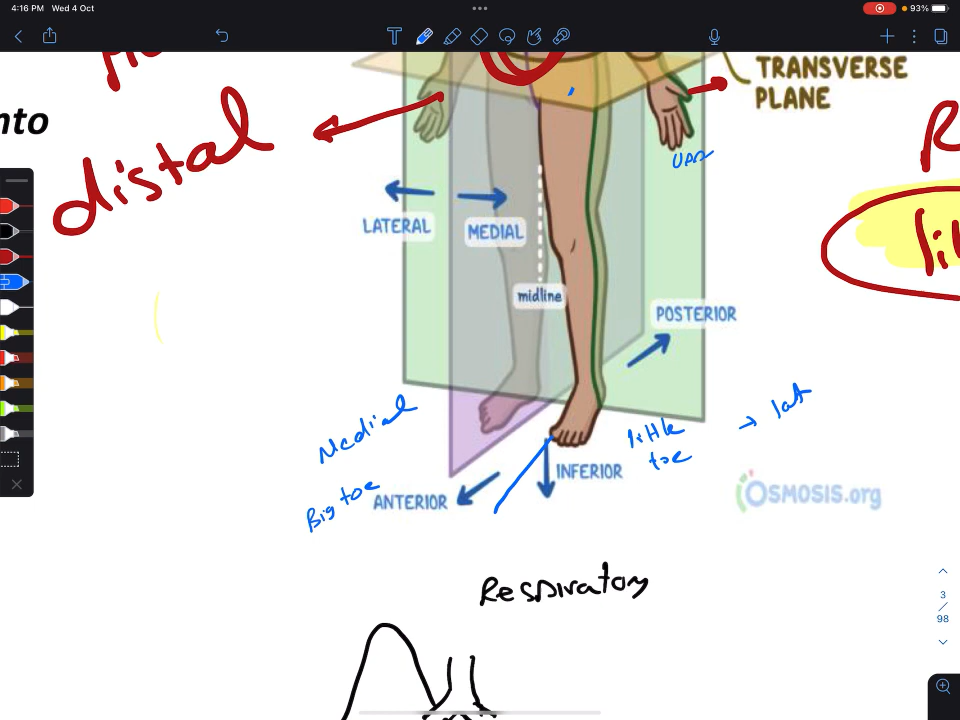 4:16 PM Wed 4 Oct
93%
TRANSVERSE
PLANE
nto
distal
LATERAL
MEDIAL
midline
POSTERIOR
Medial
little
toe
→ lat
INFERIOR
Big toe
ANTERIOR
OSMOSIS.org
Respiratory
3
/
98